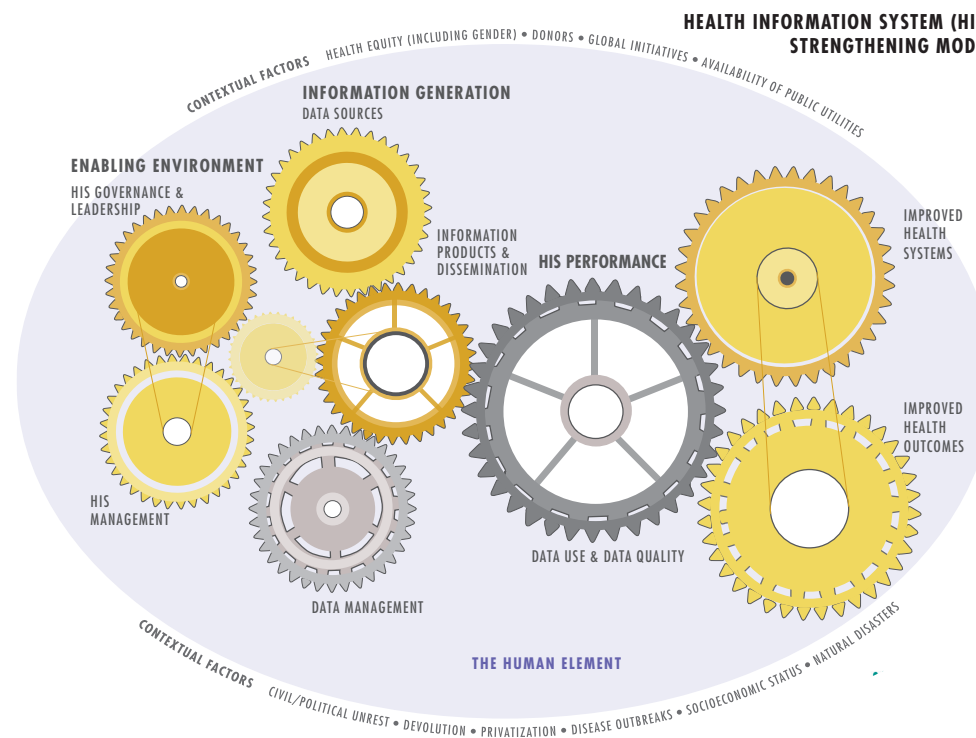 HEALTH INFORMATION SYSTEM (HI
STRENGTHENING MOD
CONTEXTUAL FACTORS HEALTH EQUITY (INCLUDING GENDER) • DONORS • GLOBAL INITIATIVES • AVAILABILITY OF PUBLIC UTILITIES
INFORMATION GENERATION
DATA SOURCES
ENABLING ENVIRONMENT
HIS GOVERNANCE &
LEADERSHIP
INFORMATION
PRODUCTS &
DISSEMINATION
HIS PERFORMANCE
IMPROVED
HEALTH
SYSTEMS
IMPROVED
HEALTH
OUTCOMES
HIS
MANAGEMENT
DATA USE & DATA QUALITY
DATA MANAGEMENT
THE HUMAN ELEMENT
CONTEXTUAL FACTORS CIVIL/POLITICAL UNREST • DEVOLUTION • PRIVATIZATION • DISEASE OUTBREAKS • SOCIOECONOMIC STATUS • NATURAL DISASTERS